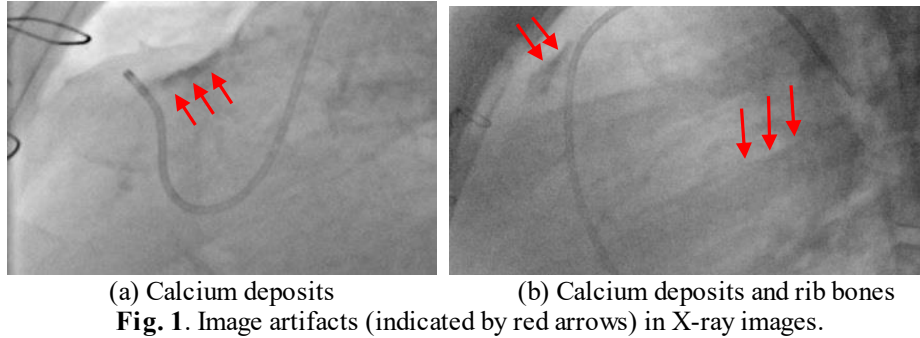 (a) Calcium deposits
(b) Calcium deposits and rib bones
Fig. 1. Image artifacts (indicated by red arrows) in X-ray images.